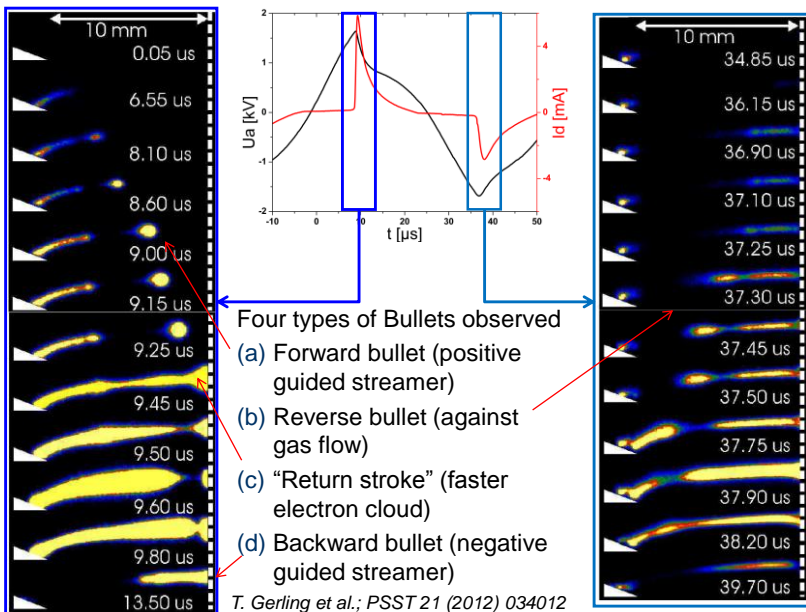 10 mm
0.05 us
6.55 us
8.10 us
8.60 us
9.00 us
9.15 us
9.25 us
9.45 us
9.50 us
9.60 us
9.80 us
13.50 us
Ua [kV]
2
1
0
-1
-2
-10
0
10
20
30
40
50
t [µs]
4
0
-4
Id [mA]
Four types of Bullets observed
(a) Forward bullet (positive
guided streamer)
(b) Reverse bullet (against
gas flow)
(c) “Return stroke” (faster
electron cloud)
(d) Backward bullet (negative
guided streamer)
T. Gerling et al.; PSST 21 (2012) 034012
10 mm
34.85 us
36.15 us
36.90 us
37.10 us
37.25 us
37.30 us
37.45 us
37.50 us
37.75 us
37.90 us
38.20 us
39.70 us